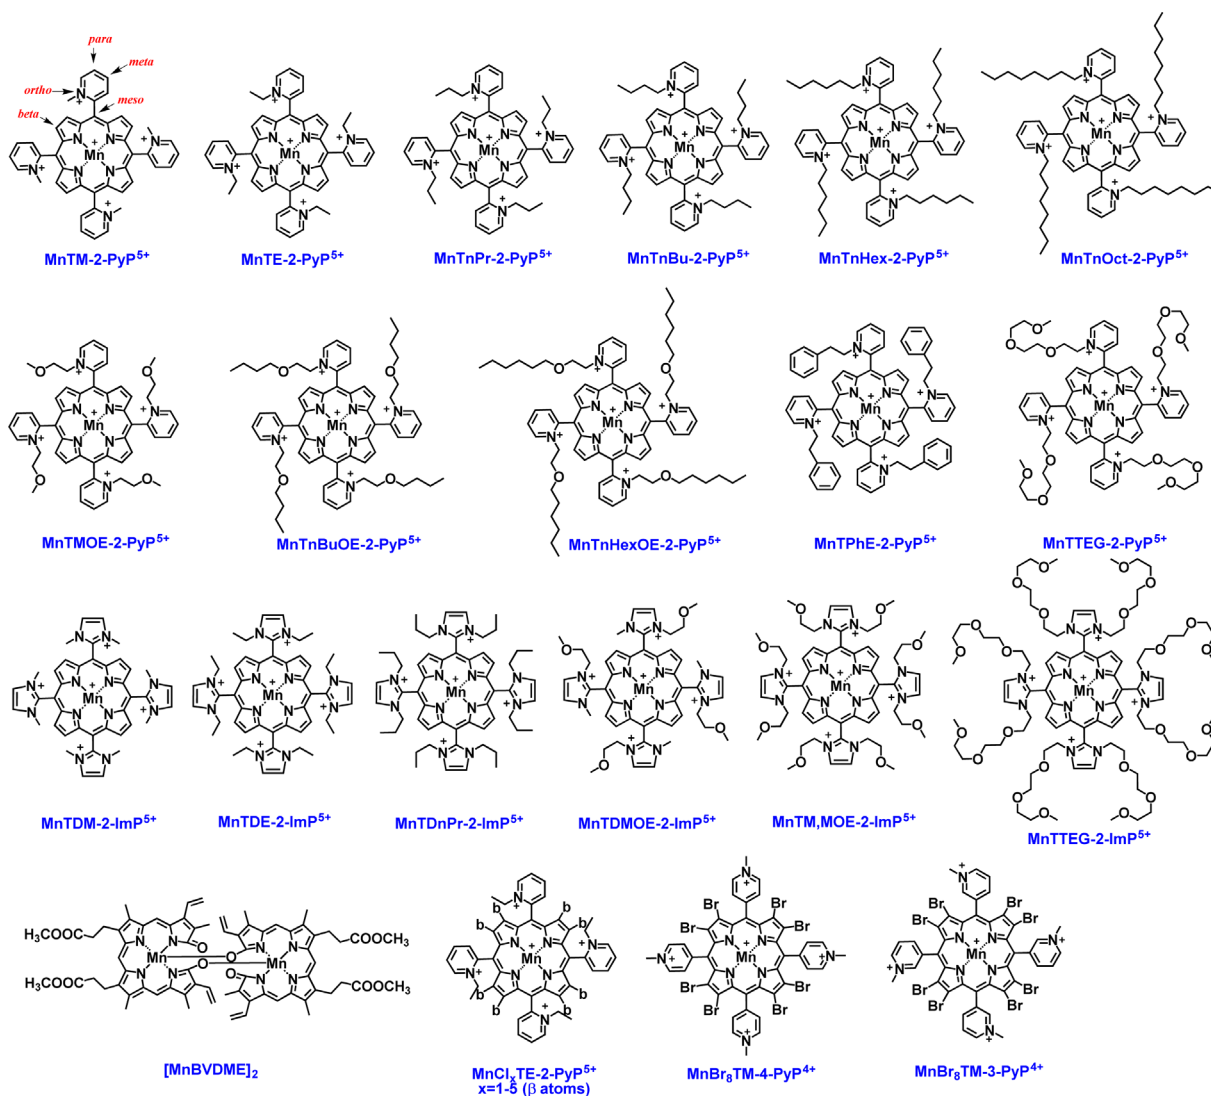 para
meta
ortho
meso
beta
MnTM-2-PyP5+
MnTE-2-PyP5+
MnTnPr-2-PyP5+
MnTnBu-2-PyP5+
MnTnHex-2-PyP5+
MnTnOct-2-PyP5+
MnTMOE-2-PyP5+
MnTnBuOE-2-PyP5+
MnTnHexOE-2-PyP5+
MnTPhE-2-PyP5+
MnTTEG-2-PyP5+
MnTDM-2-ImP5+
MnTDE-2-ImP5+
MnTDnPr-2-ImP5+
MnTDMOE-2-ImP5+
MnTM,MOE-2-ImP5+
MnTTEG-2-ImP5+
H3COOC
COOCH3
H3COOC
COOCH3
[MnBVDME]2
MnClxTE-2-PyP5+
x=1-5 (β atoms)
MnBr8TM-4-PyP4+
MnBr8TM-3-PyP4+